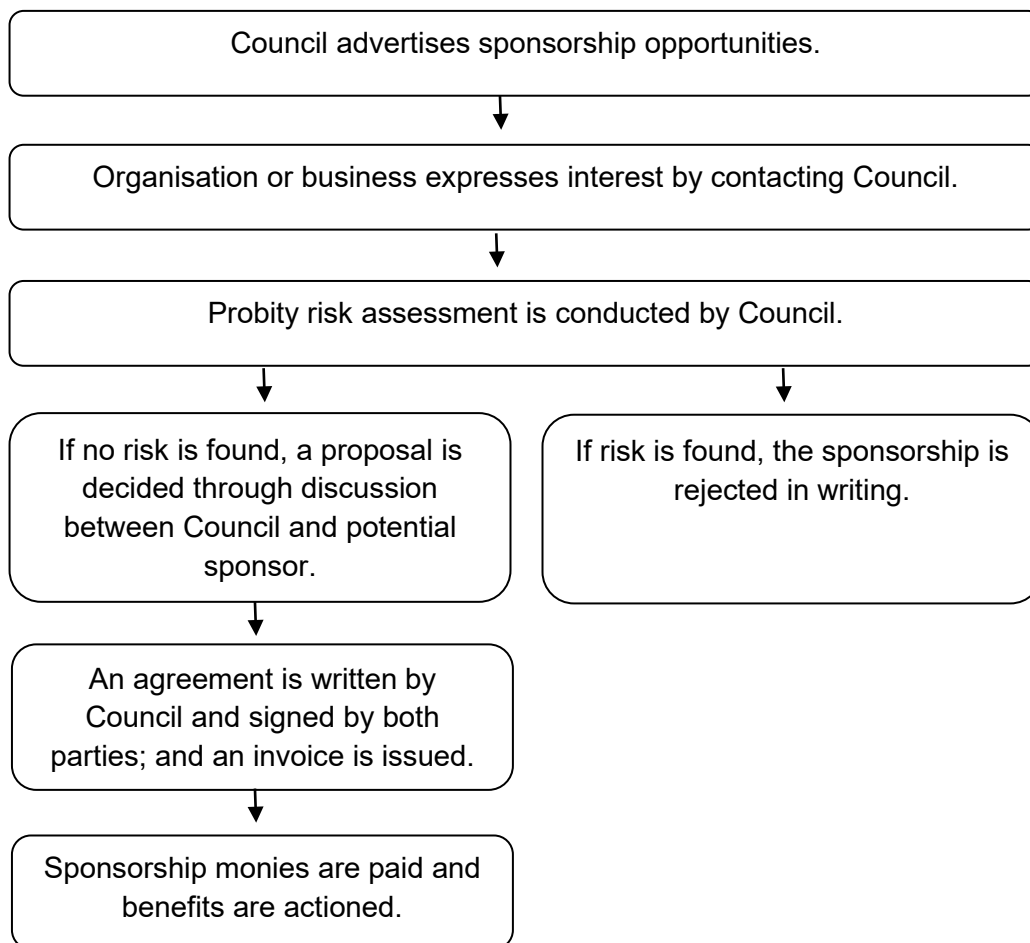 Council advertises sponsorship opportunities.
Organisation or business expresses interest by contacting Council.
Probity risk assessment is conducted by Council.
If no risk is found, a proposal is
decided through discussion
between Council and potential
sponsor.
If risk is found, the sponsorship is
rejected in writing.
An agreement is written by
Council and signed by both
parties; and an invoice is issued.
Sponsorship monies are paid and
benefits are actioned.